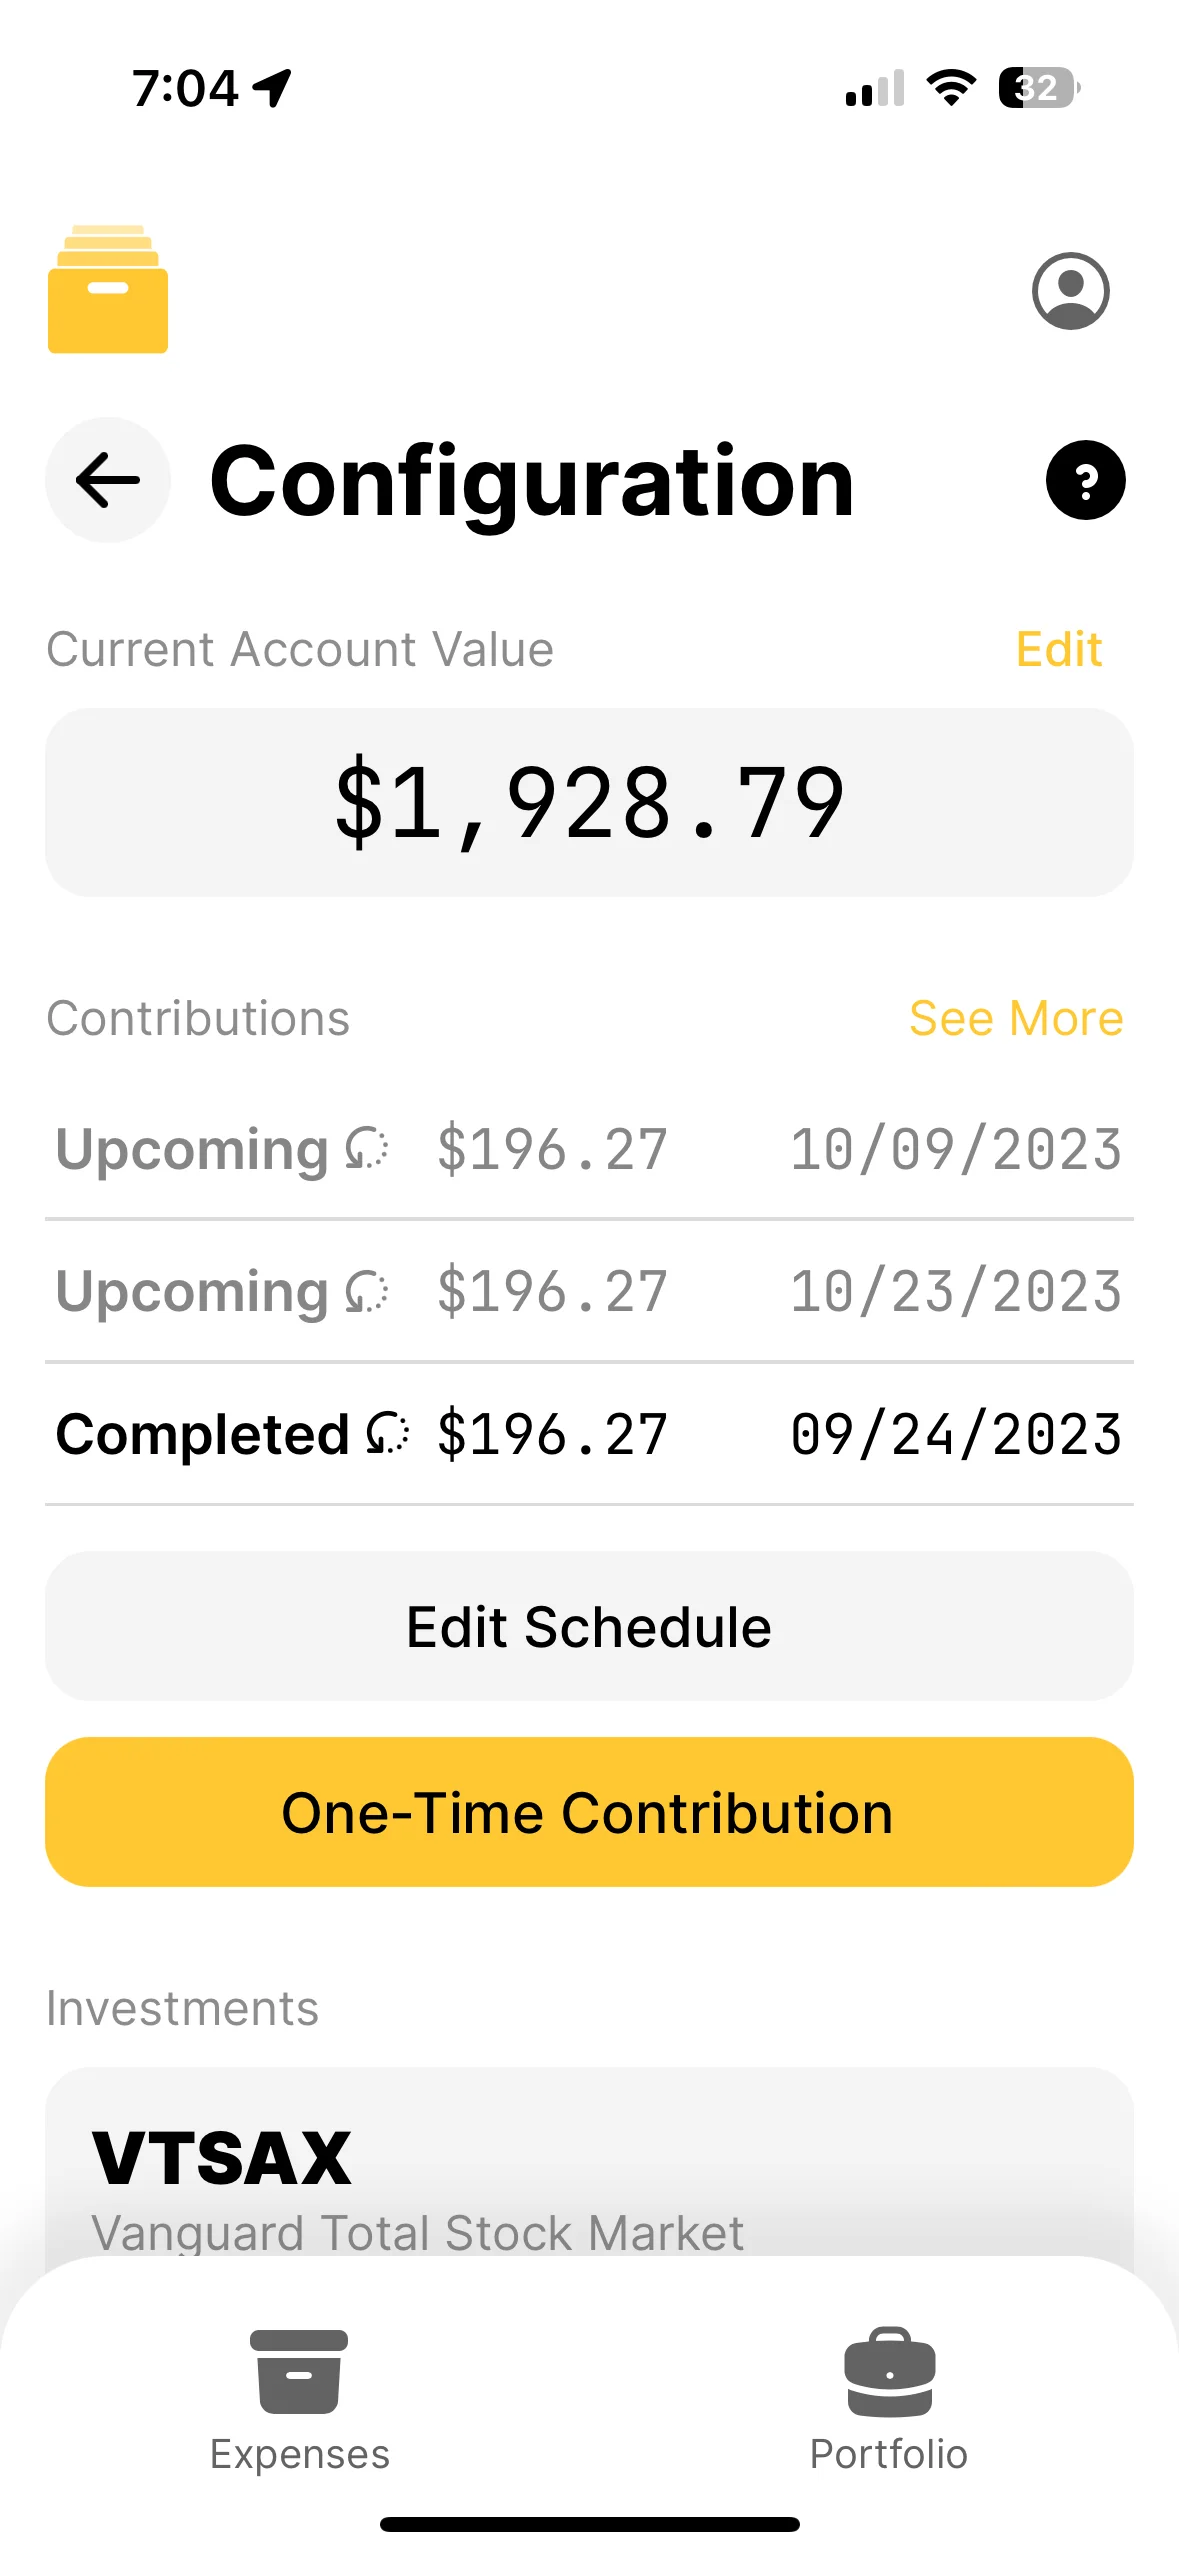 7:04
32
Configuration
?
Current Account Value Edit
$1,928.79
Contributions See More
Upcoming $196.27 10/09/2023
Upcoming $196.27 10/23/2023
Completed $196.27 09/24/2023
Edit Schedule
One-Time Contribution
Investments
VTSAX
Vanguard Total Stock Market
Expenses Portfolio